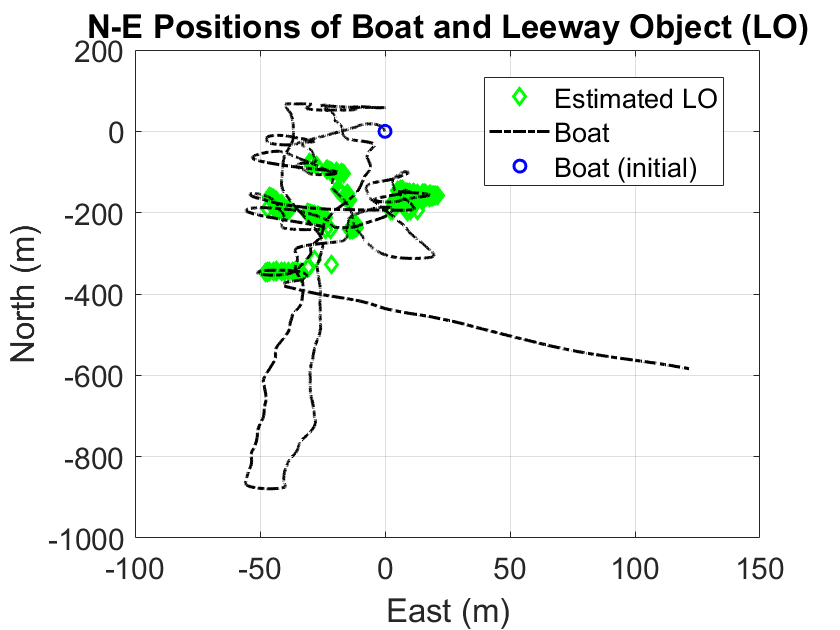 N-E Positions of Boat and Leeway Object (LO)
200
0
-200
-400
-600
-800
-1000
North (m)
Estimated LO
Boat
Boat (initial)
-100 -50 0 50 100 150
East (m)